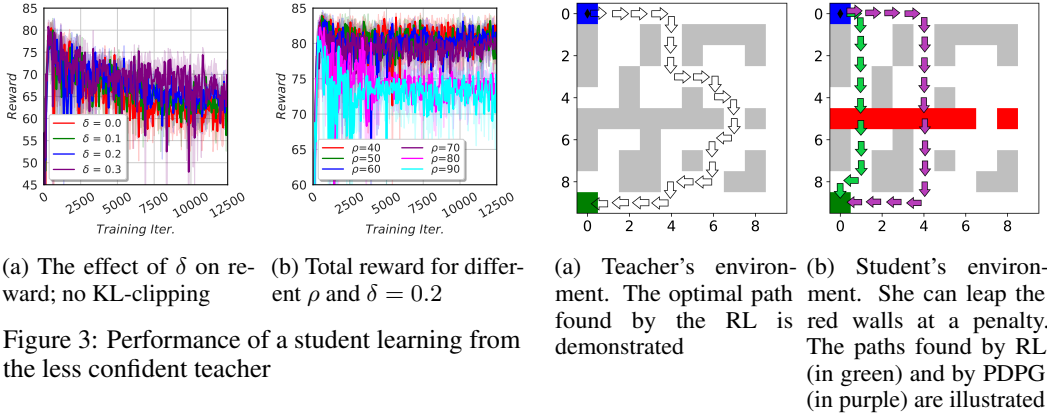 Reward
85
80
75
70
65
60
55
50
45
δ = 0.0
δ = 0.1
δ = 0.2
δ = 0.3
2500
5000
7500
10000
12500
Training Iter.
Reward
85
80
75
70
65
60
ρ=40
ρ=50
ρ=60
ρ=70
ρ=80
ρ=90
2500
5000
7500
10000
12500
Training Iter.
(a) The effect of δ on re-
ward; no KL-clipping
(b) Total reward for differ-
ent ρ and δ = 0.2
Figure 3: Performance of a student learning from
the less confident teacher
0
2
4
6
8
0 2 4 6 8
(a) Teacher's environ-
ment. The optimal path
found by the RL is
demonstrated
0
2
4
6
8
0 2 4 6 8
(b) Student's environ-
ment. She can leap the
red walls at a penalty.
The paths found by RL
(in green) and by PDPG
(in purple) are illustrated